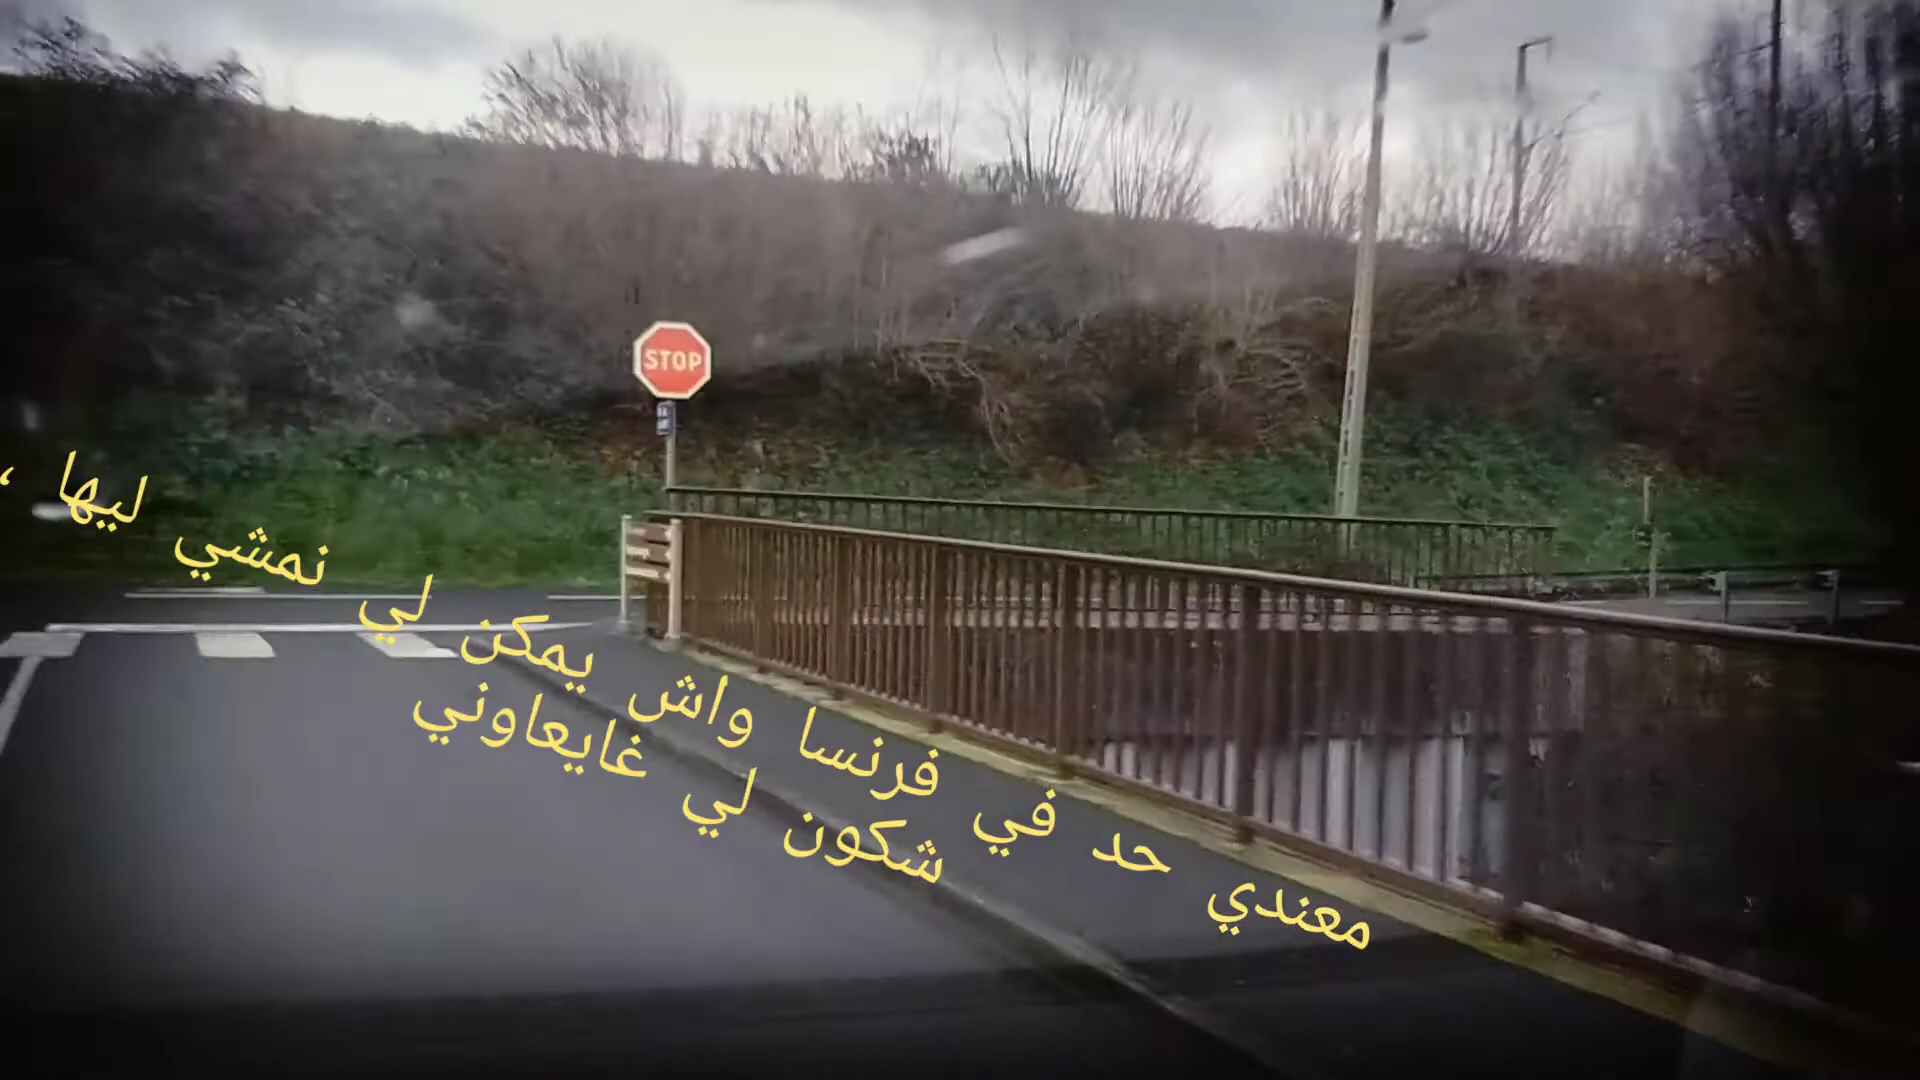 STOP
معندي حد في فرنسا واش يمكن لي نمشي ليها ،
شكون لي غايعاوني